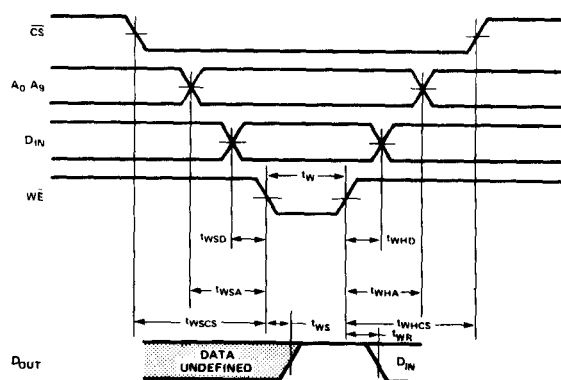 CS
A0 A9
DIN
tW
WE
tWSD
tWHD
tWSA
tWHA
tWSCS
tWS
tWHCS
tWR
DOUT
DATA
UNDEFINED
DIN